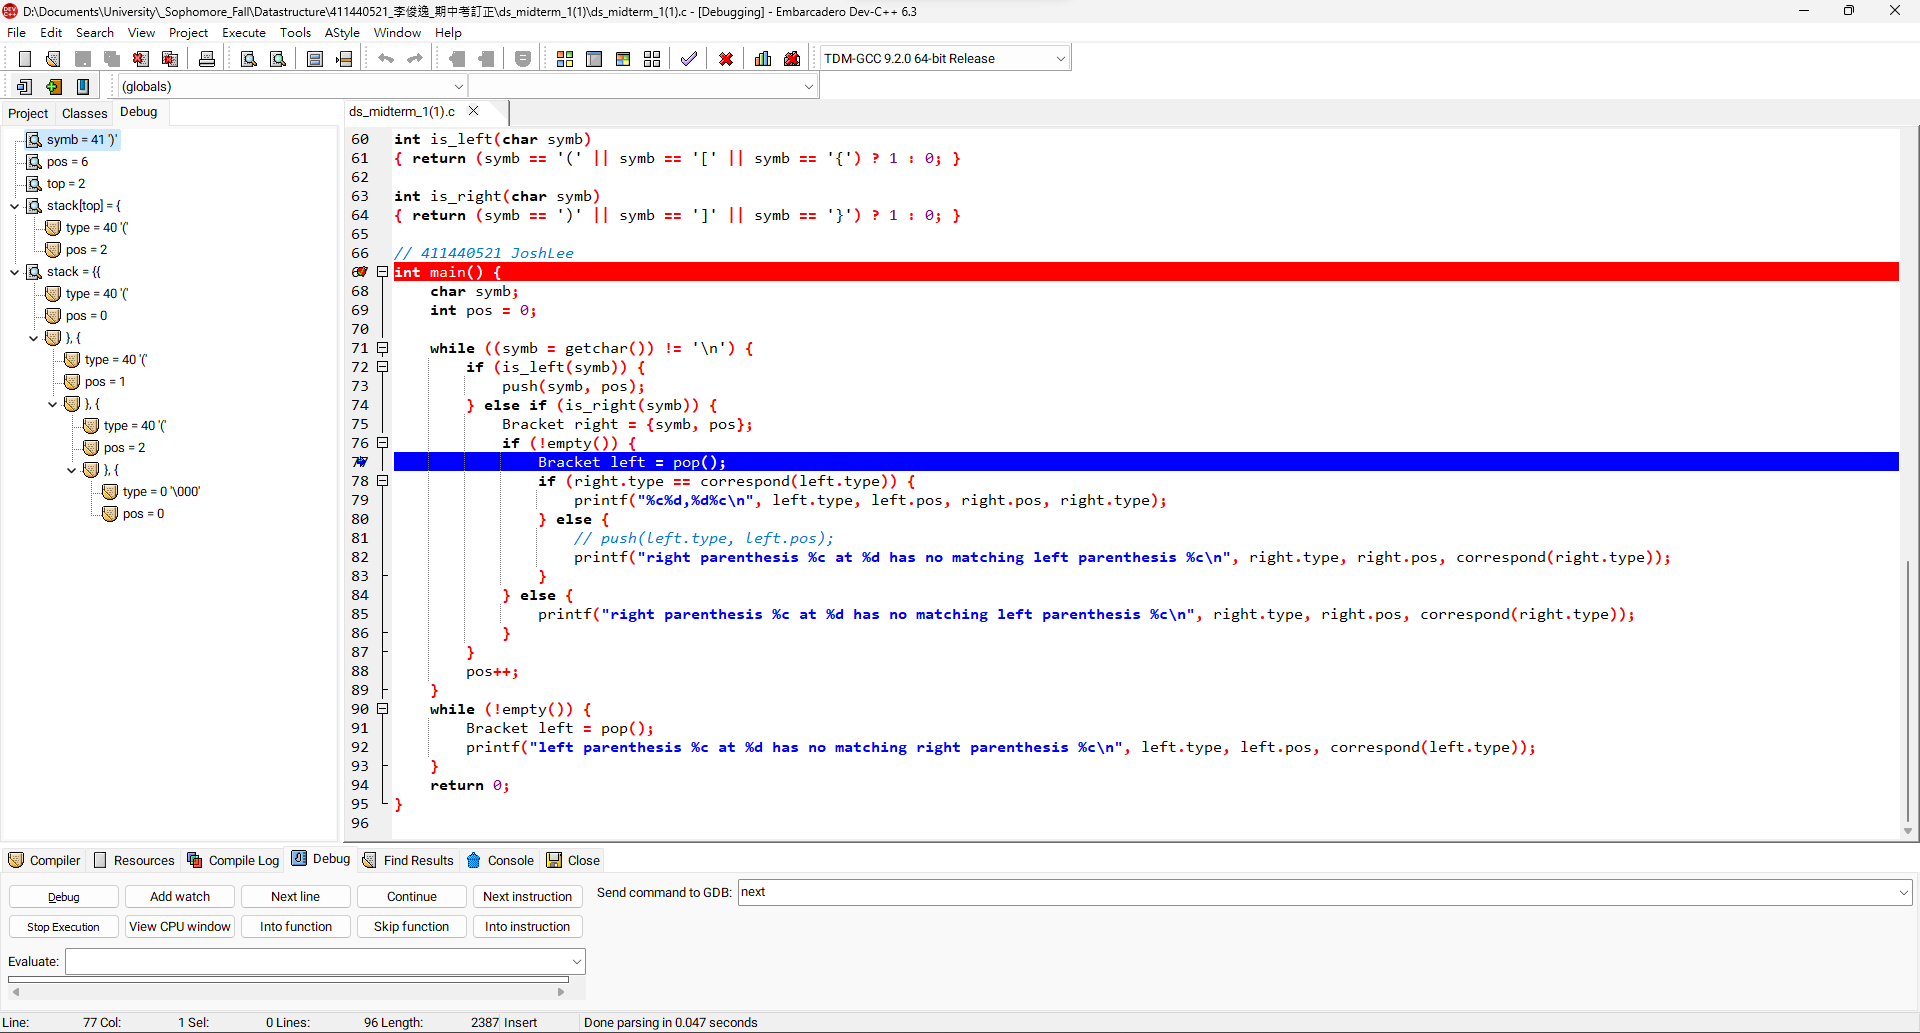 D:\Documents\University\_Sophomore_Fall\Datastructure\411440521_李俊逸_期中考訂正\ds_midterm_1(1)\ds_midterm_1(1).c - [Debugging] - Embarcadero Dev-C++ 6.3
File Edit Search View Project Execute Tools AStyle Window Help
TDM-GCC 9.2.0 64-bit Release
(globals)
Project Classes Debug
symb = 41 ')'
pos = 6
top = 2
stack[top] = {
type = 40 '('
pos = 2
stack = {{
type = 40 '('
pos = 0
}, {
type = 40 '('
pos = 1
}, {
type = 40 '('
pos = 2
}, {
type = 0 '\000'
pos = 0
ds_midterm_1(1).c
60 int is_left(char symb)
61 { return (symb == '(' || symb == '[' || symb == '{') ? 1 : 0; }
62
63 int is_right(char symb)
64 { return (symb == ')' || symb == ']' || symb == '}') ? 1 : 0; }
65
66 // 411440521 JoshLee
67 int main() {
68 char symb;
69 int pos = 0;
70
71 while ((symb = getchar()) != '\n') {
72 if (is_left(symb)) {
73 push(symb, pos);
74 } else if (is_right(symb)) {
75 Bracket right = {symb, pos};
76 if (!empty()) {
77 Bracket left = pop();
78 if (right.type == correspond(left.type)) {
79 printf("%c%d,%d%c\n", left.type, left.pos, right.pos, right.type);
80 } else {
81 // push(left.type, left.pos);
82 printf("right parenthesis %c at %d has no matching left parenthesis %c\n", right.type, right.pos, correspond(right.type));
83 }
84 } else {
85 printf("right parenthesis %c at %d has no matching left parenthesis %c\n", right.type, right.pos, correspond(right.type));
86 }
87 }
88 pos++;
89 }
90 while (!empty()) {
91 Bracket left = pop();
92 printf("left parenthesis %c at %d has no matching right parenthesis %c\n", left.type, left.pos, correspond(left.type));
93 }
94 return 0;
95 }
96
Compiler Resources Compile Log Debug Find Results Console Close
Debug Add watch Next line Continue Next instruction Send command to GDB: next
Stop Execution View CPU window Into function Skip function Into instruction
Evaluate:
Line: 77 Col: 1 Sel: 0 Lines: 96 Length: 2387 Insert Done parsing in 0.047 seconds